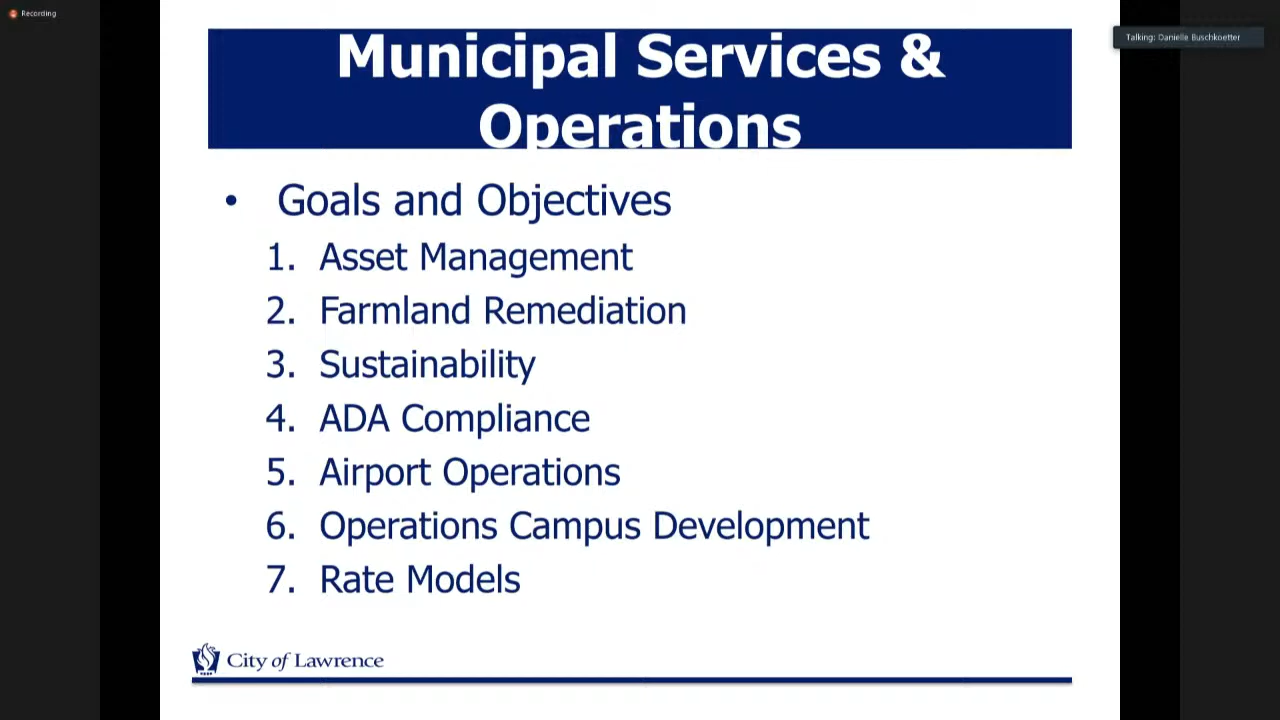 Recording
Talking: Danielle Buschkoetter
Municipal Services &
Operations
• Goals and Objectives
1. Asset Management
2. Farmland Remediation
3. Sustainability
4. ADA Compliance
5. Airport Operations
6. Operations Campus Development
7. Rate Models
City of Lawrence